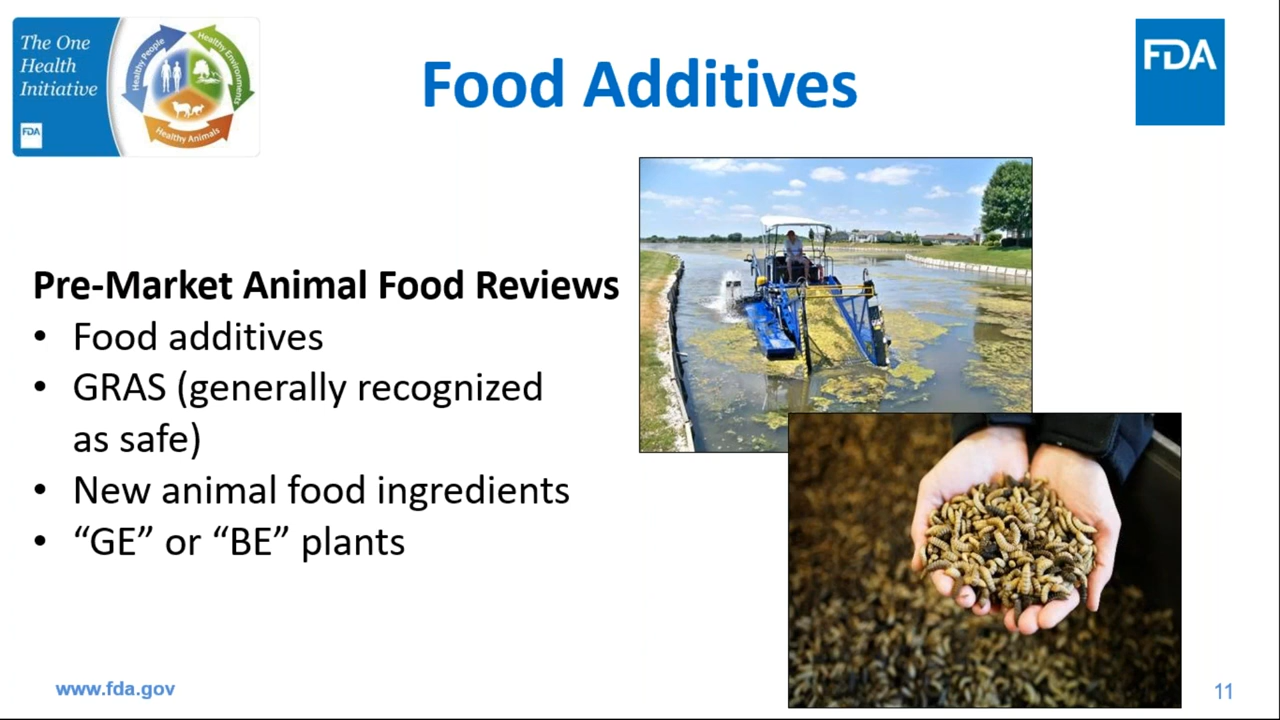 The One
Health
Initiative
FDA
Healthy People
Healthy Environments
Healthy Animals
Food Additives
FDA
Pre-Market Animal Food Reviews
• Food additives
• GRAS (generally recognized
as safe)
• New animal food ingredients
• “GE” or “BE” plants
www.fda.gov
11